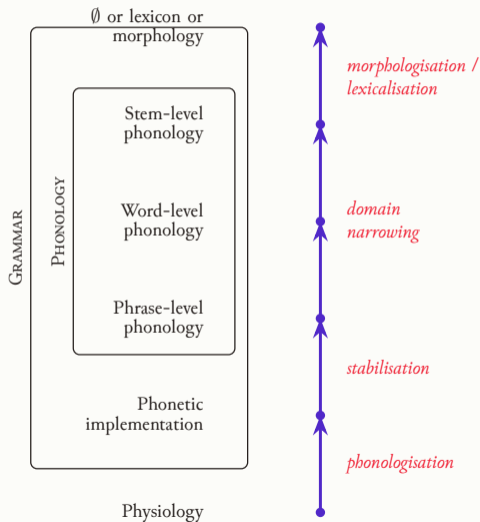 ∅ or lexicon or
morphology
morphologisation /
lexicalisation
Stem-level
phonology
Word-level
phonology
domain
narrowing
GRAMMAR
PHONOLOGY
Phrase-level
phonology
stabilisation
Phonetic
implementation
phonologisation
Physiology